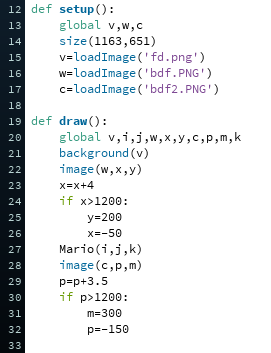 12 def setup():
13     global v,w,c
14     size(1163,651)
15     v=loadImage('fd.png')
16     w=loadImage('bdf.PNG')
17     c=loadImage('bdf2.PNG')
18
19 def draw():
20     global v,i,j,w,x,y,c,p,m,k
21     background(v)
22     image(w,x,y)
23     x=x+4
24     if x>1200:
25         y=200
26         x=-50
27     Mario(i,j,k)
28     image(c,p,m)
29     p=p+3.5
30     if p>1200:
31         m=300
32         p=-150
33